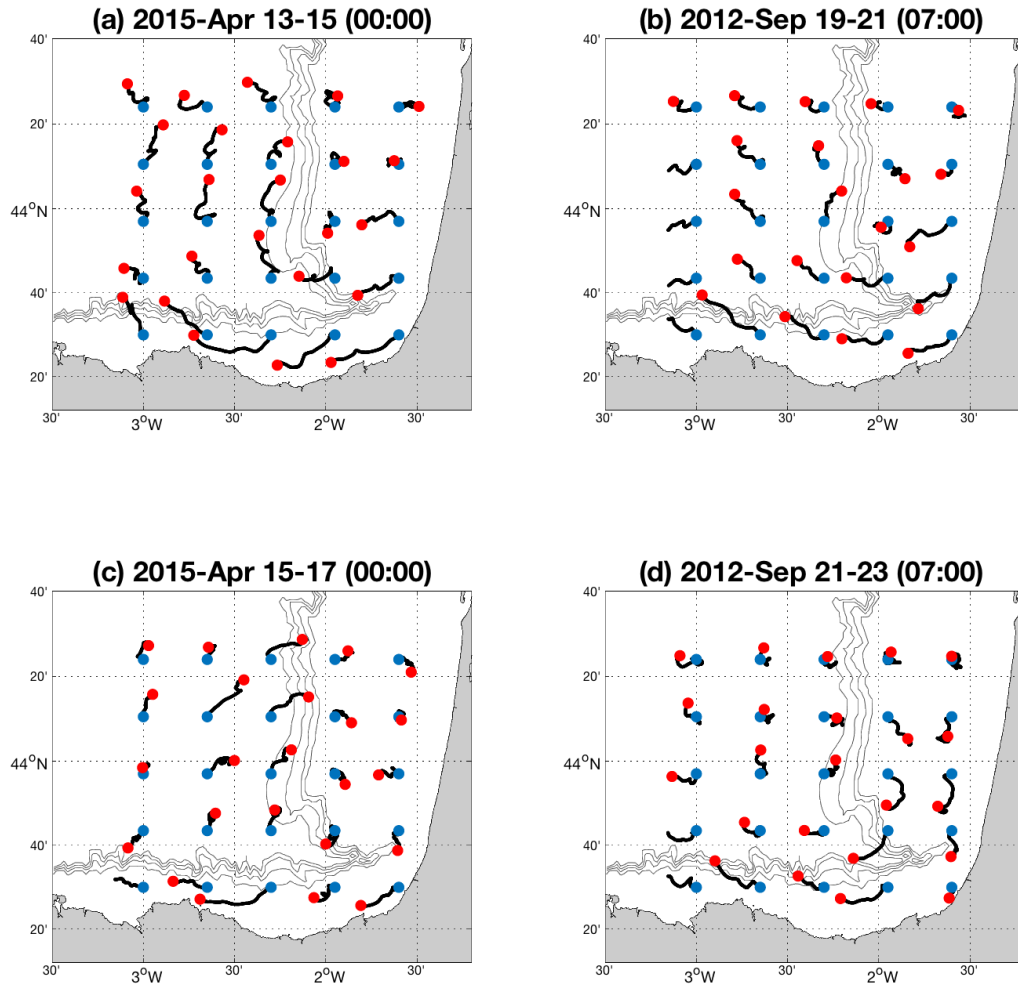 (a) 2015-Apr 13-15 (00:00)
40'
20'
44°N
40'
20'
30' 3°W 30' 2°W 30'
(b) 2012-Sep 19-21 (07:00)
40'
20'
44°N
40'
20'
30' 3°W 30' 2°W 30'
(c) 2015-Apr 15-17 (00:00)
40'
20'
44°N
40'
20'
30' 3°W 30' 2°W 30'
(d) 2012-Sep 21-23 (07:00)
40'
20'
44°N
40'
20'
30' 3°W 30' 2°W 30'